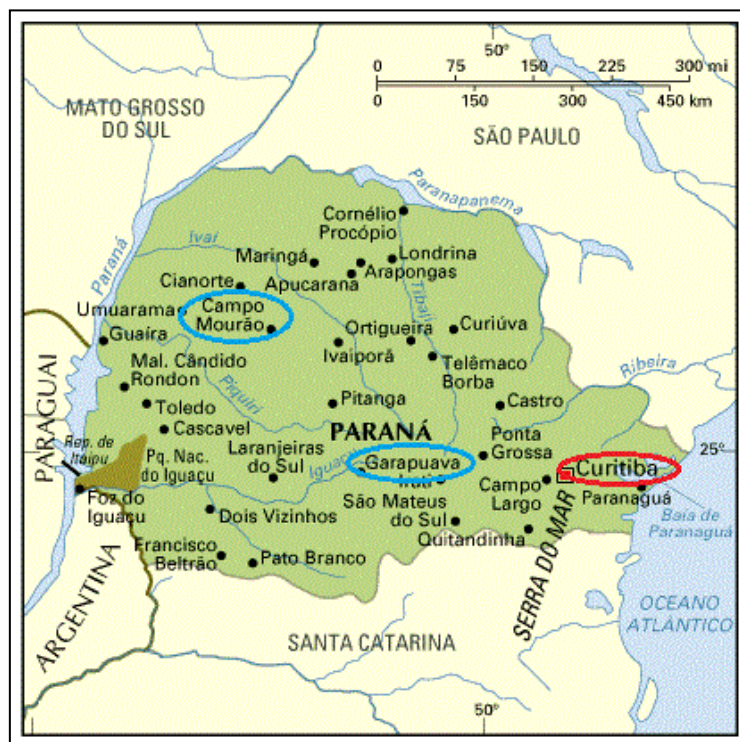 50°
0 75 150 225 300 mi
0 150 300 450 km
MATO GROSSO
DO SUL
SÃO PAULO
Paranapanema
Cornélio
Procópio
Paraná
Ivaí
Maringá
Londrina
Arapongas
Apucarana
Cianorte
Tibaji
Umuarama
Campo
Mourão
Guaíra
Ortigueira
Curiúva
Ivaiporã
Telêmaco
Borba
Ribeira
Mal. Cândido
Rondon
Piquiri
Pitanga
Castro
Toledo
PARAGUAI
Cascavel
PARANÁ
Ponta
Grossa
25°
Rep. de
Itaipu
Pq. Nac.
do Iguaçu
Laranjeiras
do Sul
Iguaçu
Garapuava
Irati
Curitiba
Campo
Largo
Paranaguá
Foz do
Iguaçu
São Mateus
do Sul
Dois Vizinhos
Baía de
Paranaguá
Quitandinha
SERRA DO MAR
Francisco
Beltrão
Pato Branco
ARGENTINA
SANTA CATARINA
OCEANO
ATLÂNTICO
50°